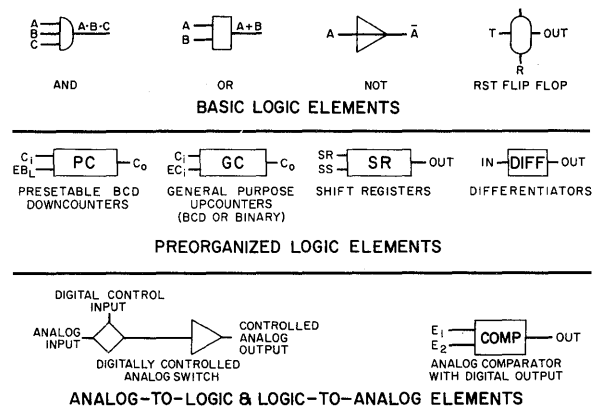 A
B
C
A·B·C
AND
A
B
A+B
OR
A
Ā
NOT
T
OUT
R
RST FLIP FLOP
BASIC LOGIC ELEMENTS
Ci
EBL
PC
Co
PRESETABLE BCD
DOWNCOUNTERS
Ci
ECi
GC
Co
GENERAL PURPOSE
UPCOUNTERS
(BCD OR BINARY)
SR
SS
SR
OUT
SHIFT REGISTERS
IN
DIFF
OUT
DIFFERENTIATORS
PREORGANIZED LOGIC ELEMENTS
DIGITAL CONTROL
INPUT
ANALOG
INPUT
CONTROLLED
ANALOG
OUTPUT
DIGITALLY CONTROLLED
ANALOG SWITCH
E1
E2
COMP
OUT
ANALOG COMPARATOR
WITH DIGITAL OUTPUT
ANALOG-TO-LOGIC & LOGIC-TO-ANALOG ELEMENTS